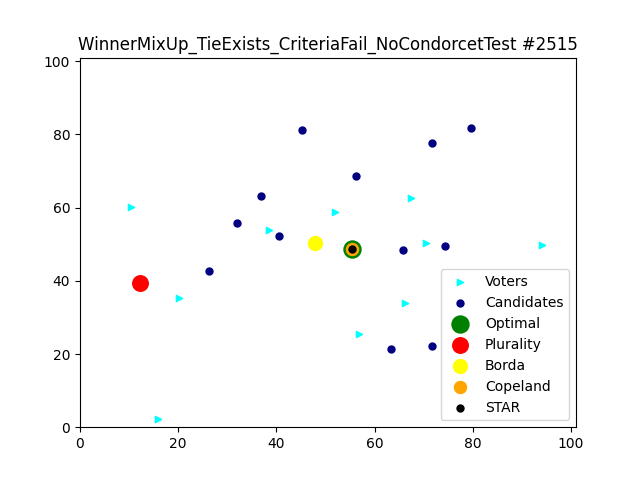 WinnerMixUp_TieExists_CriteriaFail_NoCondorcetTest #2515
100
80
60
40
20
0
0 20 40 60 80 100
Voters
Candidates
Optimal
Plurality
Borda
Copeland
STAR